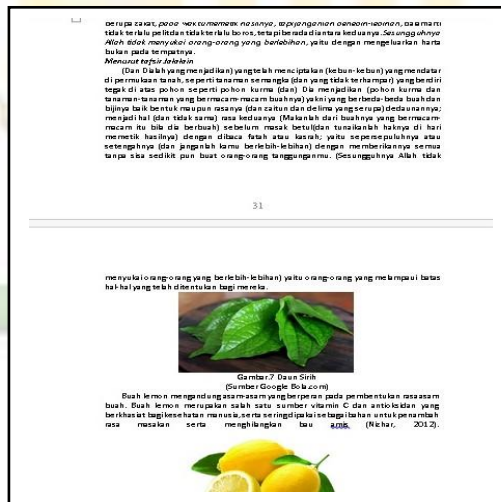 berupa zakat, pada waktu memetik hasilnya, tapi jangan berlebih-lebihan, dalam arti
tidak terlalu pelit dan tidak terlalu boros, tetapi berada di antara keduanya. Sesungguhnya
Allah tidak menyukai orang-orang yang berlebihan, yaitu dengan mengeluarkan harta
bukan pada tempatnya.
Menurut tafsir Jalalain
(Dan Dialah yang menjadikan) yang telah menciptakan (kebun-kebun) yang mendatar
di permukaan tanah, seperti tanaman semangka (dan yang tidak terhampar) yang berdiri
tegak di atas pohon seperti pohon kurma (dan) Dia menjadikan (pohon kurma dan
tanaman-tanaman yang bermacam-macam buahnya) yakni yang berbeda-beda buah dan
bijinya baik bentuk maupun rasanya (dan zaitun dan delima yang serupa) dedaunannya;
menjadi hal (dan tidak sama) rasa keduanya (Makanlah dari buahnya yang bermacam-
macam itu bila dia berbuah) sebelum masak betul (dan tunaikanlah haknya di hari
memetik hasilnya) dengan dibaca fatah atau kasrah; yaitu sepersepuluhnya atau
setengahnya (dan janganlah kamu berlebih-lebihan) dengan memberikannya semua
tanpa sisa sedikit pun buat orang-orang tanggunganmu. (Sesungguhnya Allah tidak
31
menyukai orang-orang yang berlebih-lebihan) yaitu orang-orang yang melampaui batas
hal-hal yang telah ditentukan bagi mereka.
Gambar.7 Daun Sirih
(Sumber Google Bola.com)
Buah lemon mengandung asam-asam yang berperan pada pembentukan rasa asam
buah. Buah lemon merupakan salah satu sumber vitamin C dan antioksidan yang
berkhasiat bagi kesehatan manusia, serta sering dipakai sebagai bahan untuk penambah
rasa masakan serta menghilangkan bau amis (Nizhar, 2012).